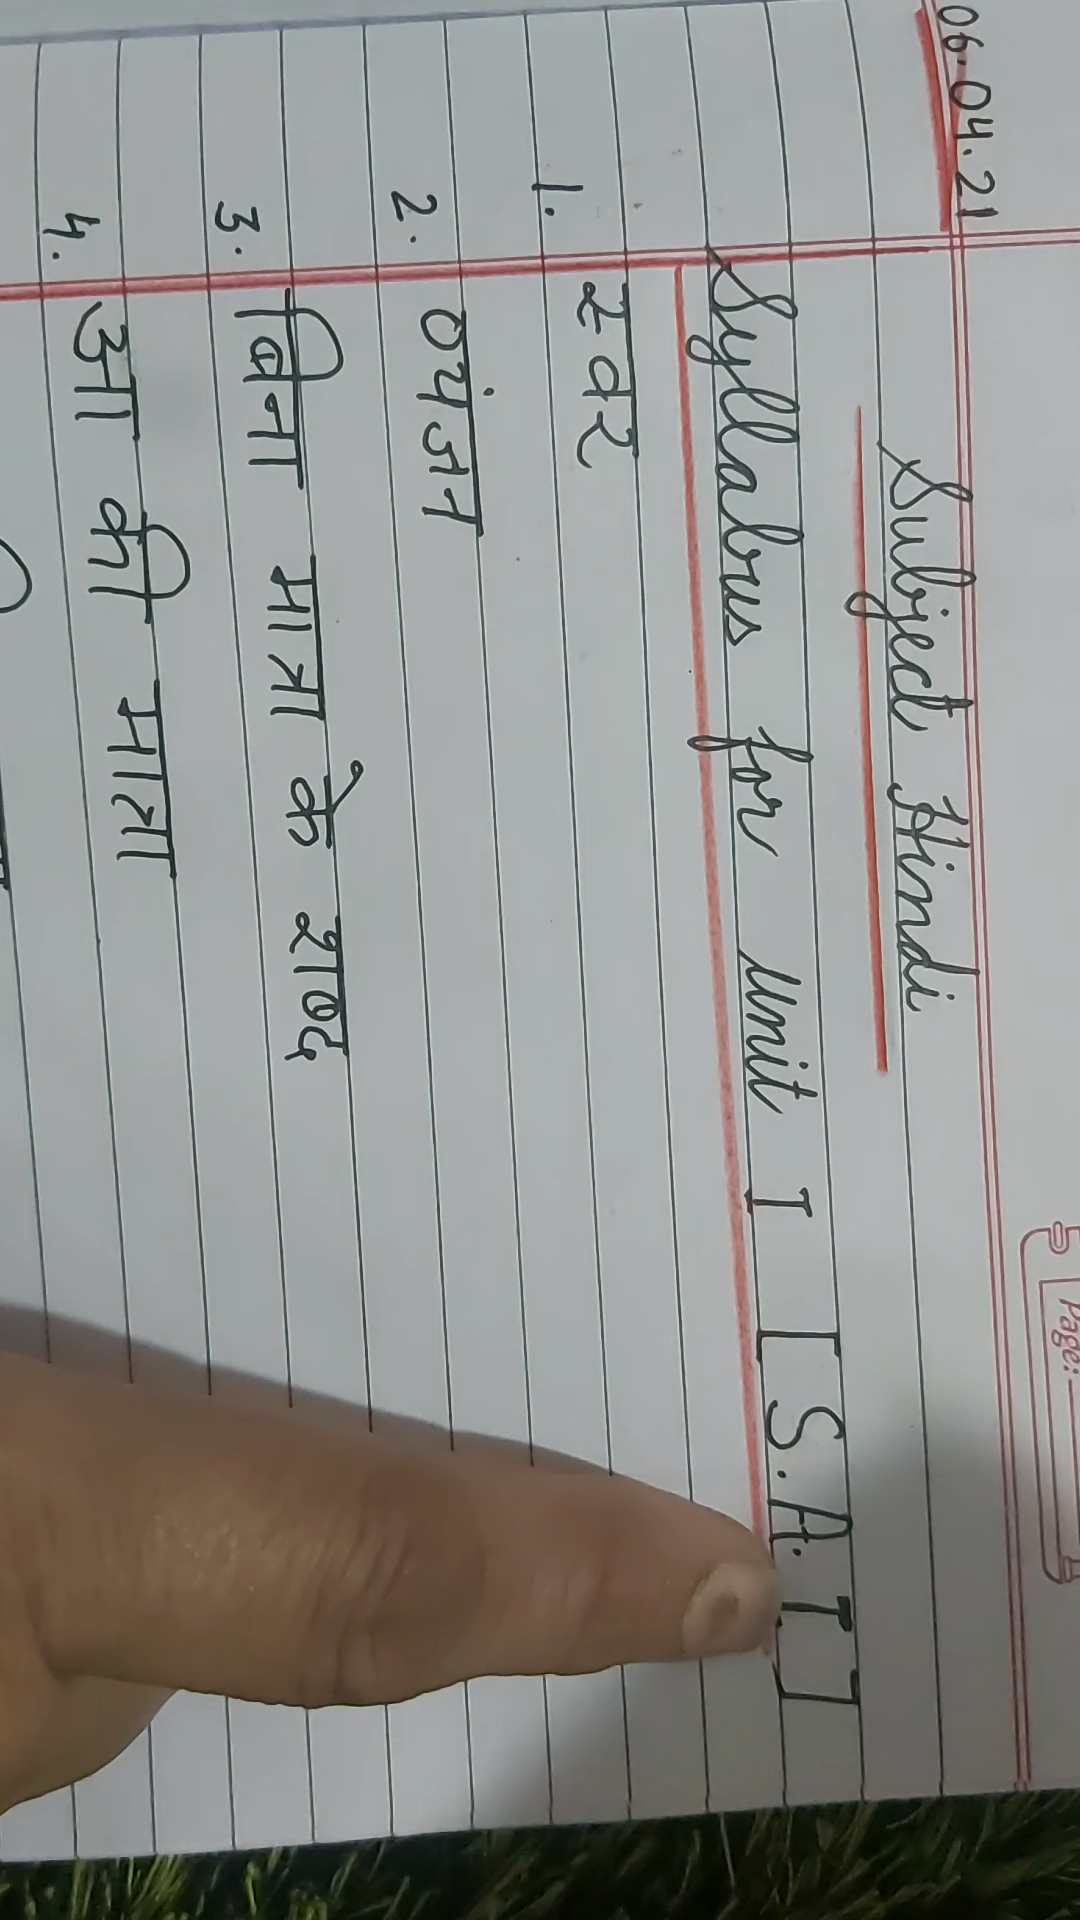 06.04.21
Page:
Subject Hindi
Syllabus for Unit I [S.A.I]
1. स्वर
2. व्यंजन
3. बिना मात्रा के शब्द
4. आ की मात्रा